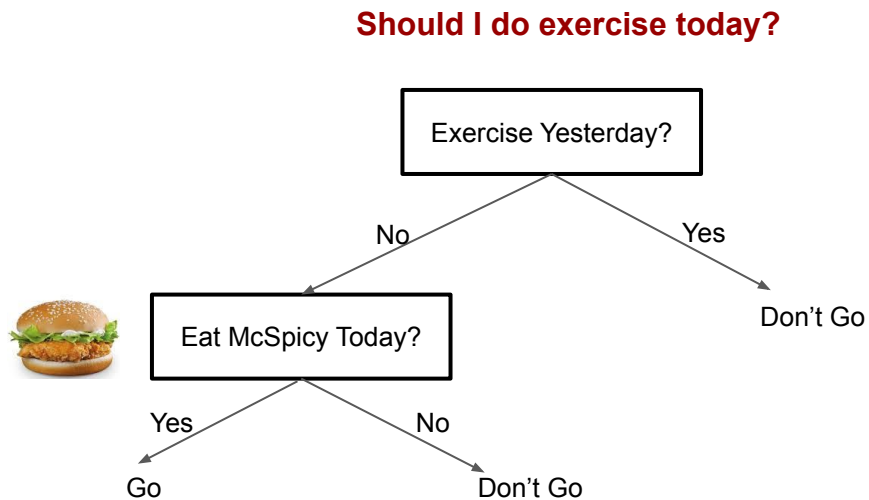 Should I do exercise today?
Exercise Yesterday?
No
Yes
Eat McSpicy Today?
Don’t Go
Yes
No
Go
Don’t Go